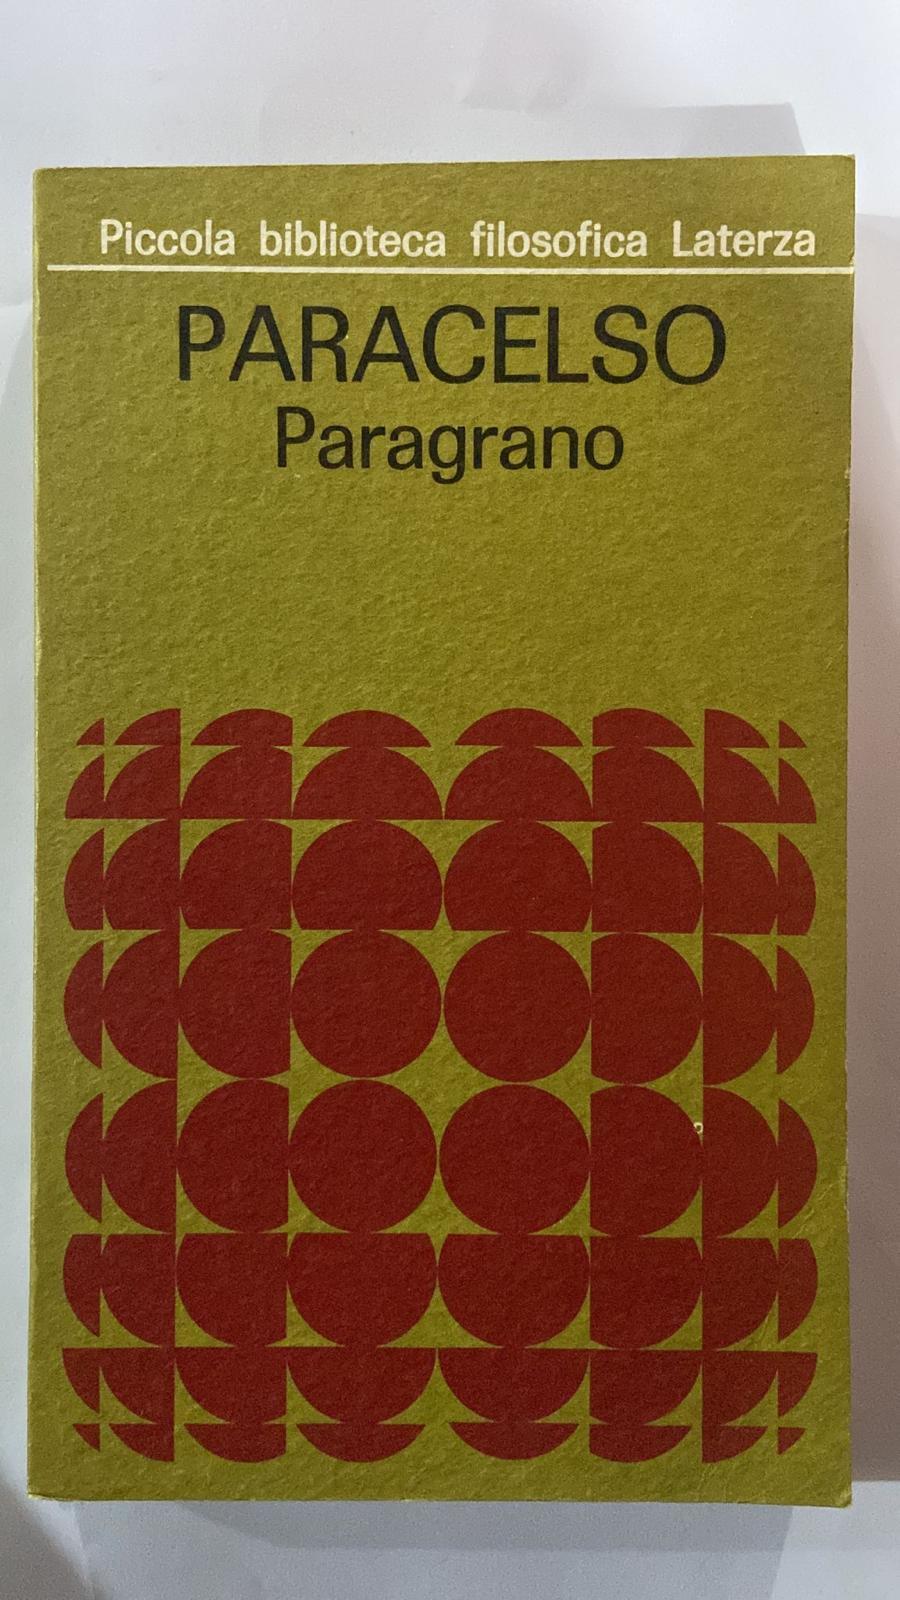 Piccola biblioteca filosofica Laterza
PARACELSO
Paragrano